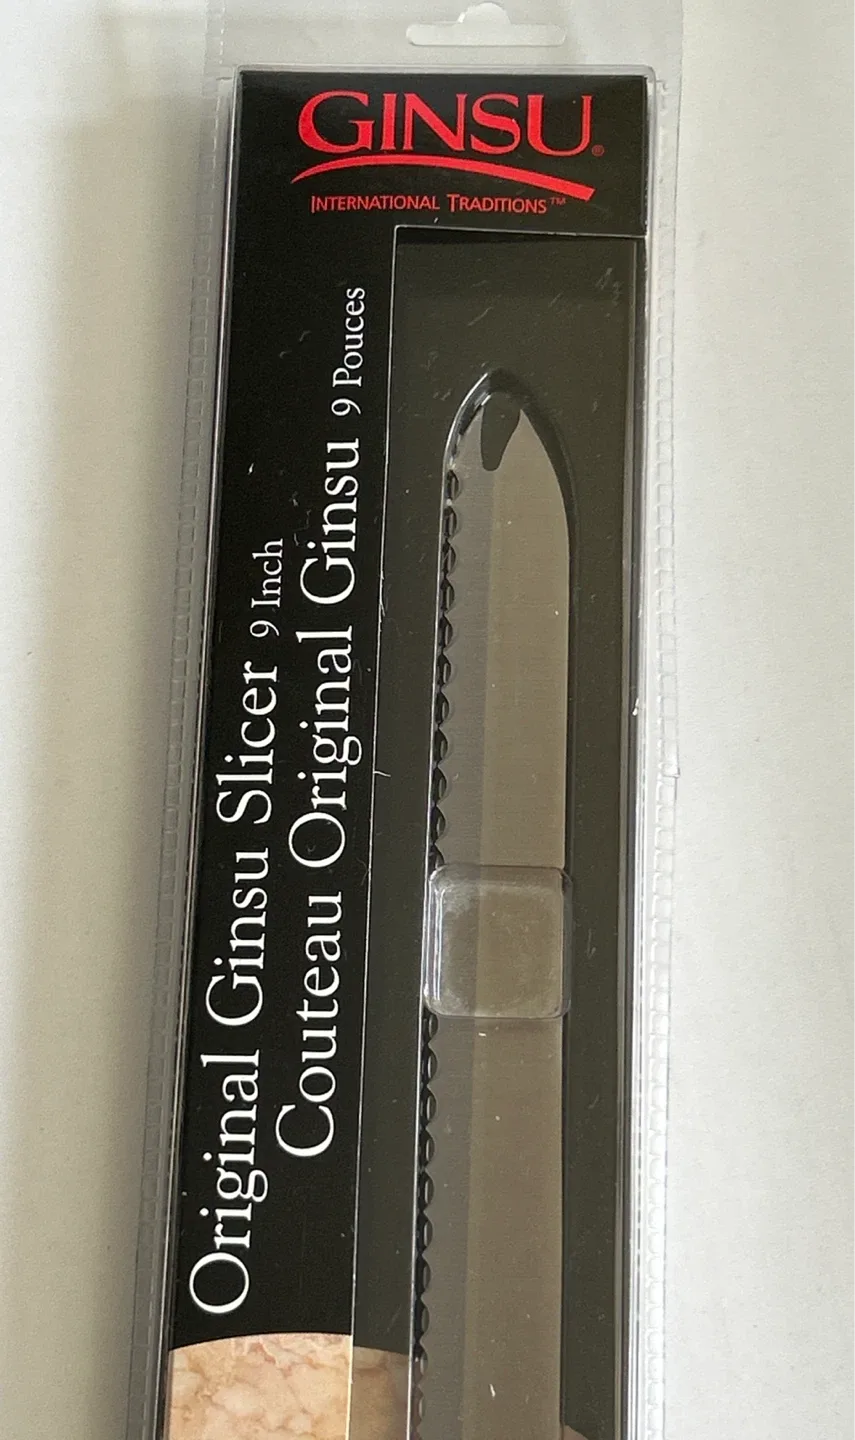 GINSU®
INTERNATIONAL TRADITIONS™
Original Ginsu Slicer 9 Inch
Couteau Original Ginsu 9 Pouces